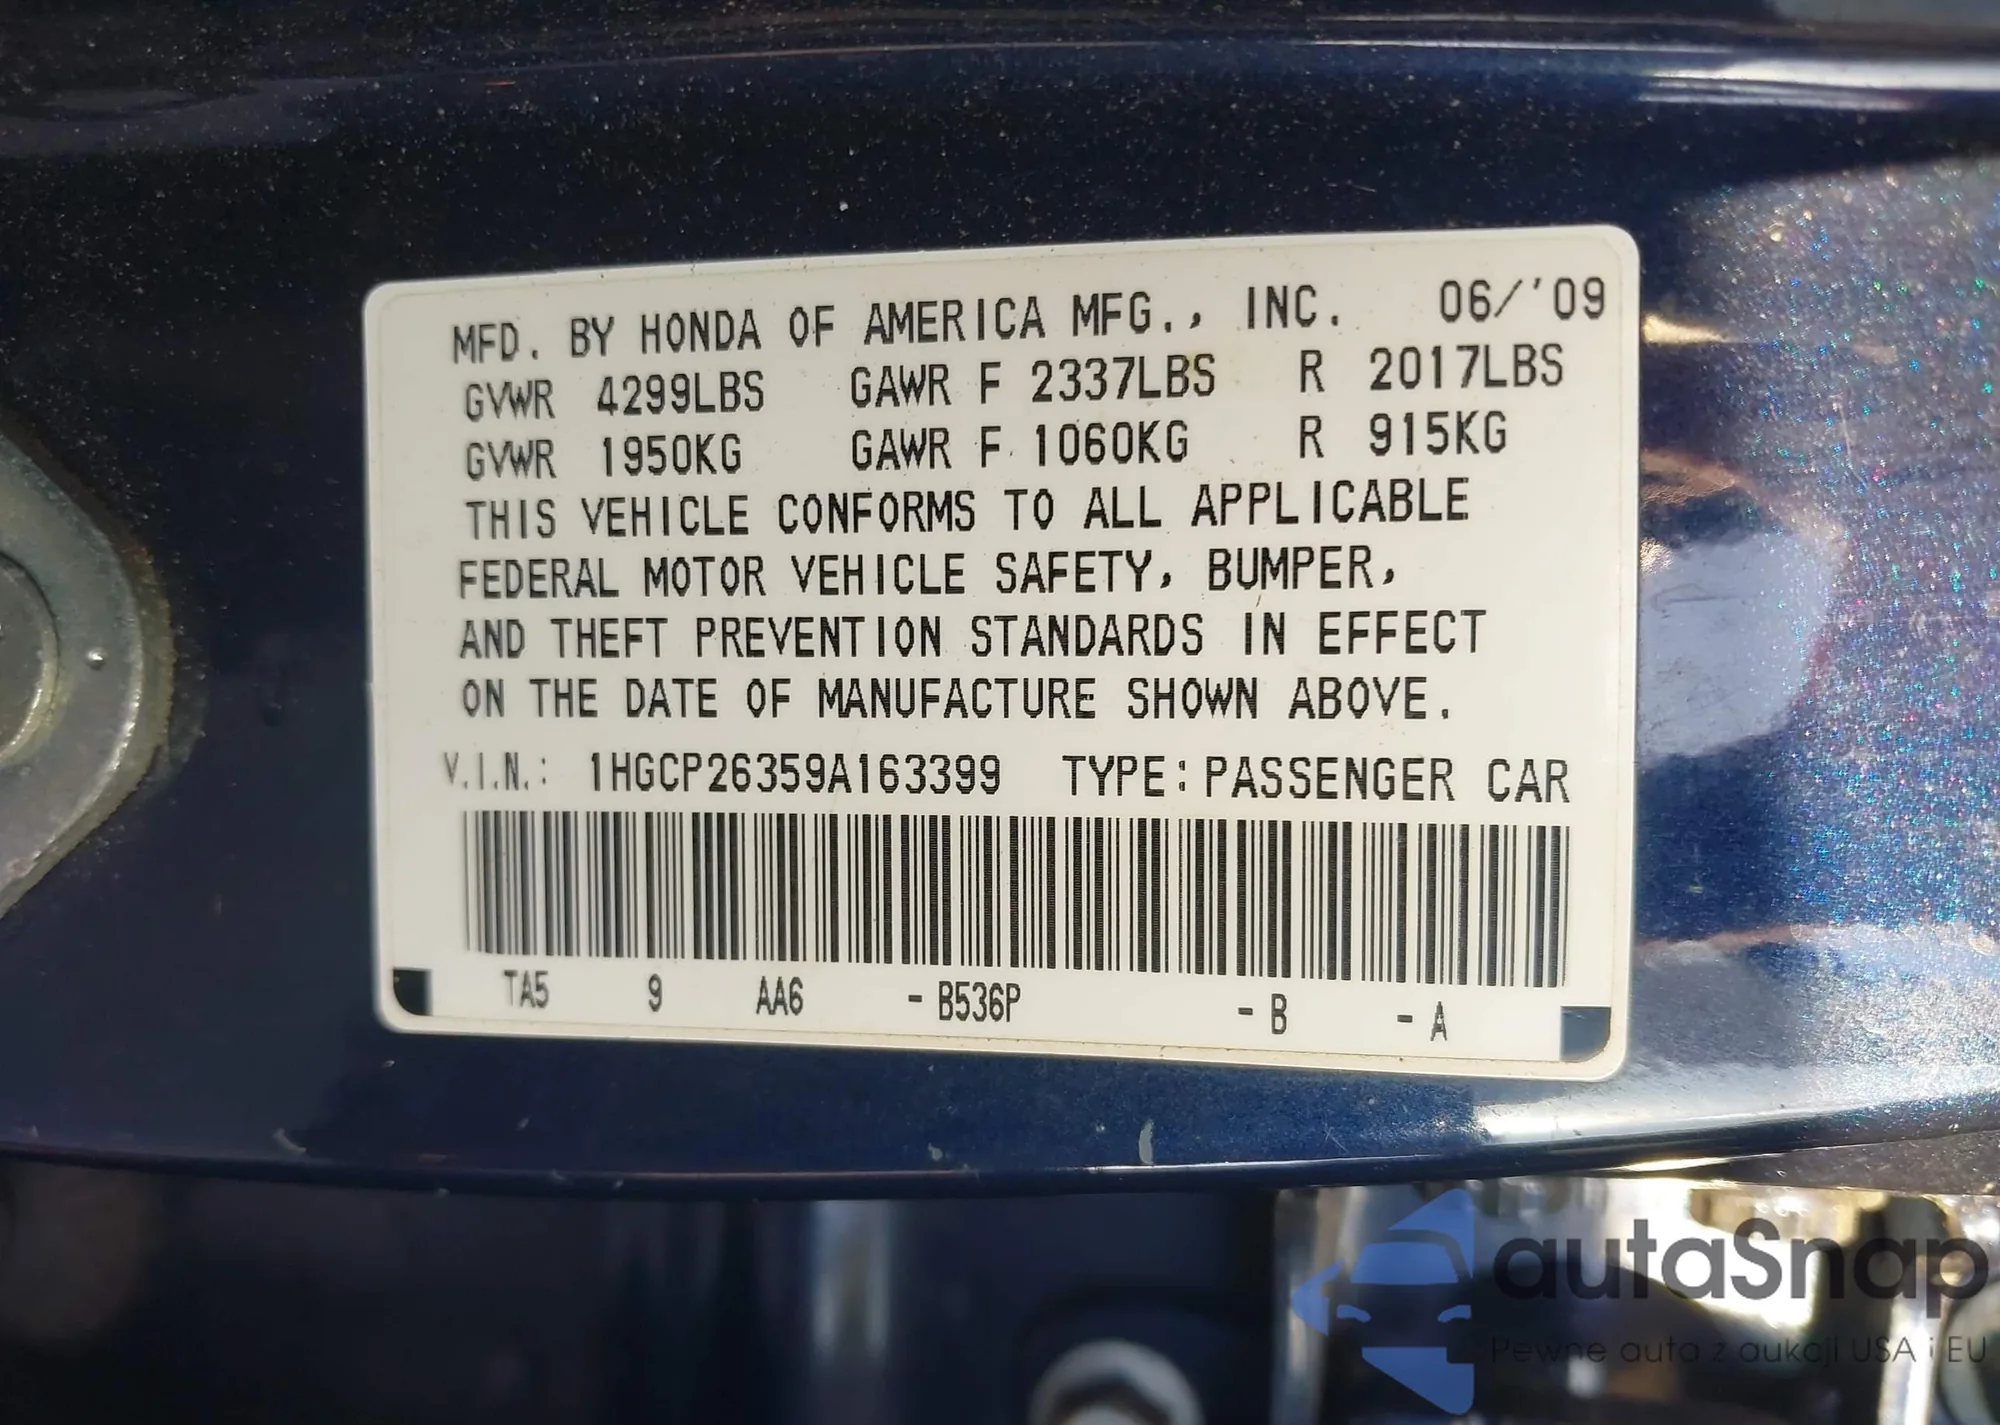 MFD. BY HONDA OF AMERICA MFG., INC. 06/'09
GVWR 4299LBS GAWR F 2337LBS R 2017LBS
GVWR 1950KG GAWR F 1060KG R 915KG
THIS VEHICLE CONFORMS TO ALL APPLICABLE
FEDERAL MOTOR VEHICLE SAFETY, BUMPER,
AND THEFT PREVENTION STANDARDS IN EFFECT
ON THE DATE OF MANUFACTURE SHOWN ABOVE.
V.I.N.: 1HGCP26359A163399 TYPE: PASSENGER CAR
TA5 9 AA6 - B536P - B - A
autaSnap
Pewne auta z aukcji USA i EU